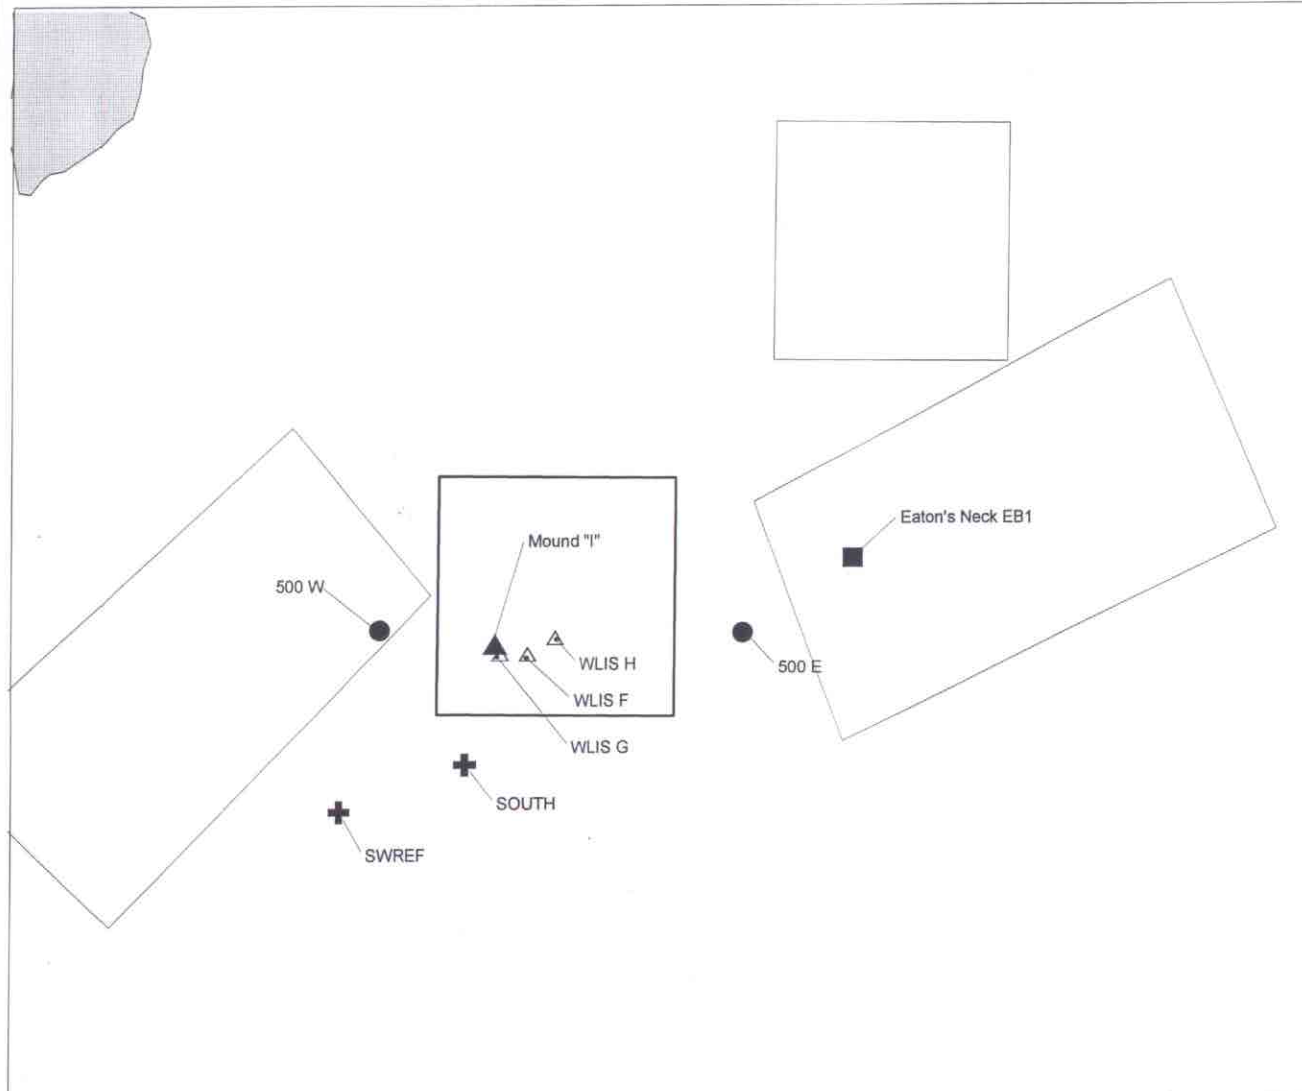 Eaton's Neck EB1
Mound "I"
500 W
WLIS H
500 E
WLIS F
WLIS G
SOUTH
SWREF